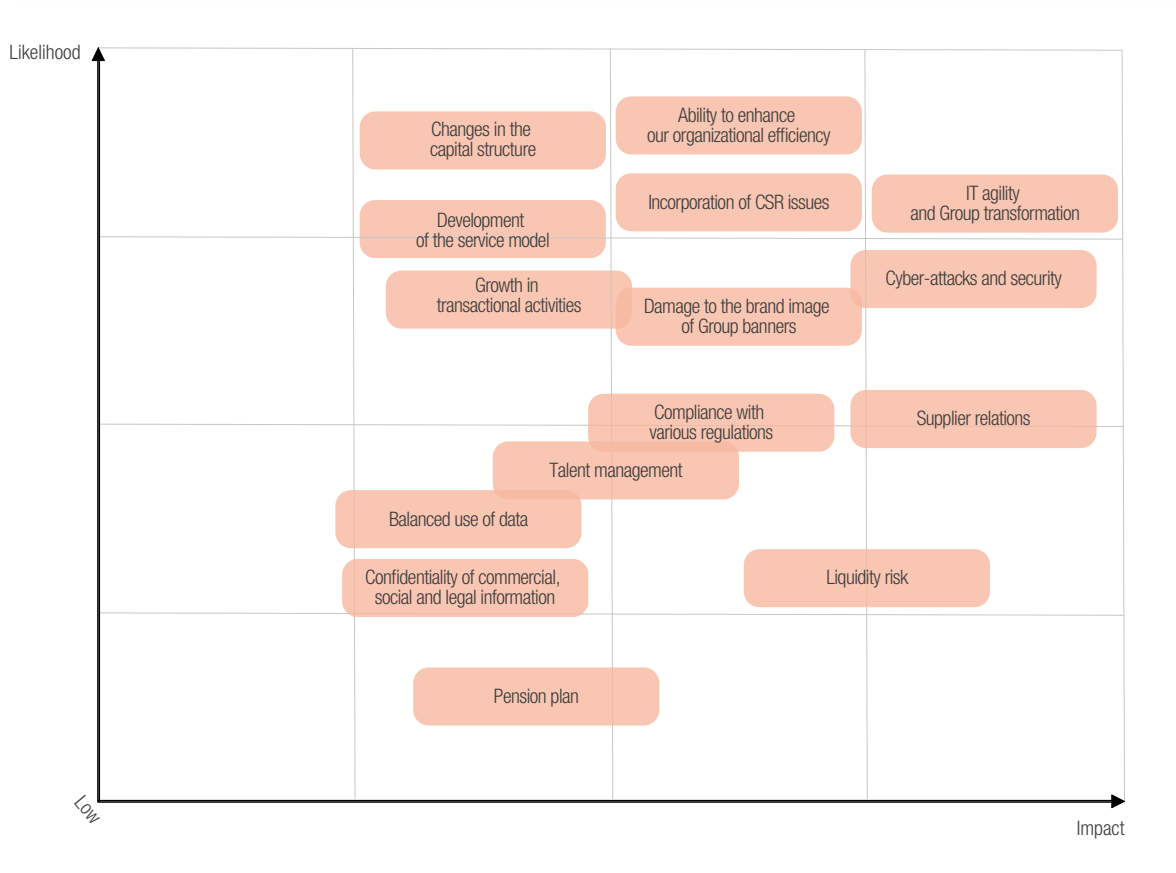 Likelihood
Changes in the
capital structure
Ability to enhance
our organizational efficiency
Incorporation of CSR issues
IT agility
and Group transformation
Development
of the service model
Cyber-attacks and security
Growth in
transactional activities
Damage to the brand image
of Group banners
Compliance with
various regulations
Supplier relations
Talent management
Balanced use of data
Confidentiality of commercial,
social and legal information
Liquidity risk
Pension plan
Low
Impact